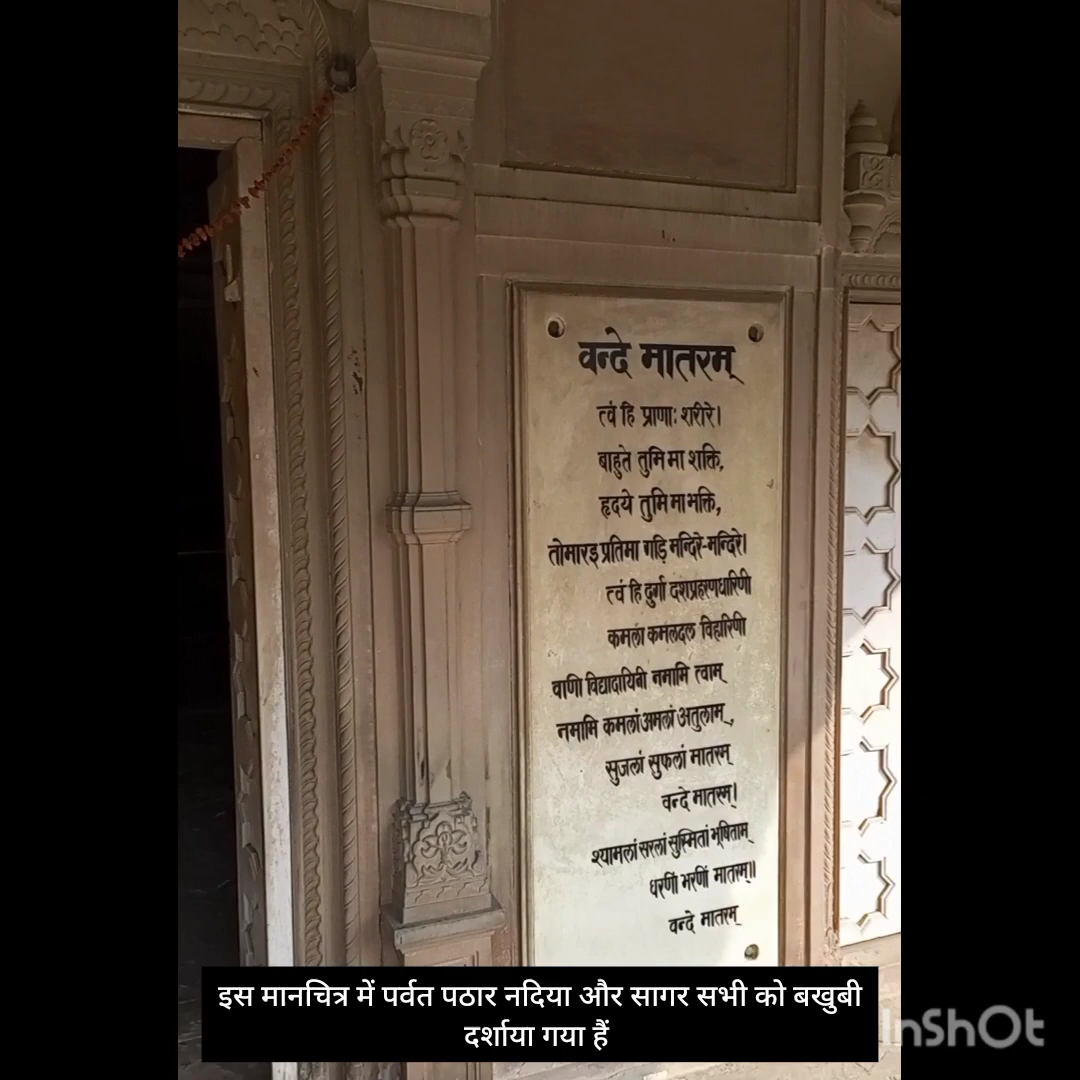 वन्दे मातरम्
त्वं हि प्राणाः शरीरे।
बाहुते तुमि मा शक्ति,
हृदये तुमि मा भक्ति,
तोमारइ प्रतिमा गड़ि मन्दिरे-मन्दिरे।
त्वं हि दुर्गा दशप्रहरणधारिणी
कमला कमलदल विहारिणी
वाणी विद्यादायिनी नमामि त्वाम्
नमामि कमलां अमलां अतुलाम्,
सुजलां सुफलां मातरम्
वन्दे मातरम्।
श्यामलां सरलां सुस्मितां भूषिताम्
धरणीं भरणीं मातरम्॥
वन्दे मातरम्
इस मानचित्र में पर्वत पठार नदिया और सागर सभी को बखुबी
दर्शाया गया हैं
InShOt